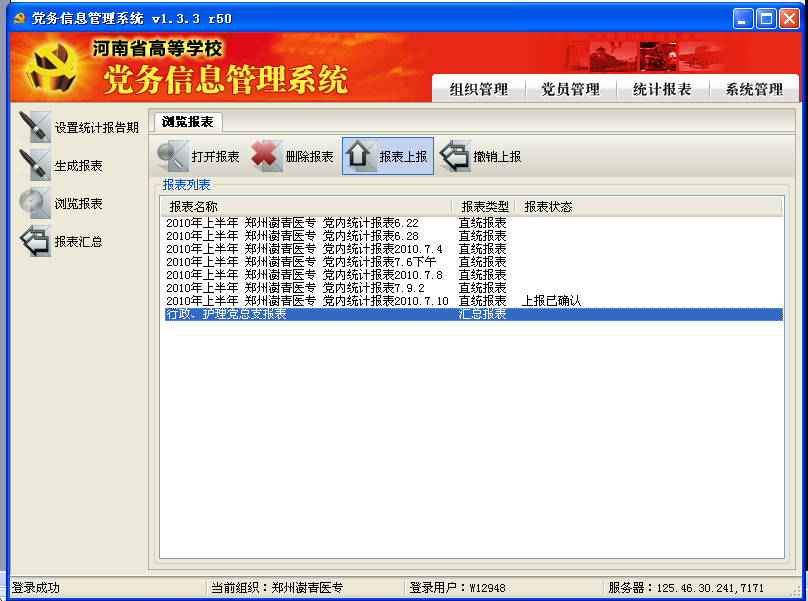 党务信息管理系统 v1.3.3 r50
河南省高等学校
党务信息管理系统
组织管理 党员管理 统计报表 系统管理
设置统计报告期
生成报表
浏览报表
报表汇总
浏览报表
打开报表 删除报表 报表上报 撤销上报
报表列表
报表名称 报表类型 报表状态
2010年上半年 郑州澍青医专 党内统计报表6.22 直统报表
2010年上半年 郑州澍青医专 党内统计报表6.28 直统报表
2010年上半年 郑州澍青医专 党内统计报表2010.7.4 直统报表
2010年上半年 郑州澍青医专 党内统计报表7.6下午 直统报表
2010年上半年 郑州澍青医专 党内统计报表2010.7.8 直统报表
2010年上半年 郑州澍青医专 党内统计报表7.9.2 直统报表
2010年上半年 郑州澍青医专 党内统计报表2010.7.10 直统报表 上报已确认
行政、护理党总支报表 汇总报表
登录成功 当前组织：郑州澍青医专 登录用户：W12948 服务器：125.46.30.241,7171